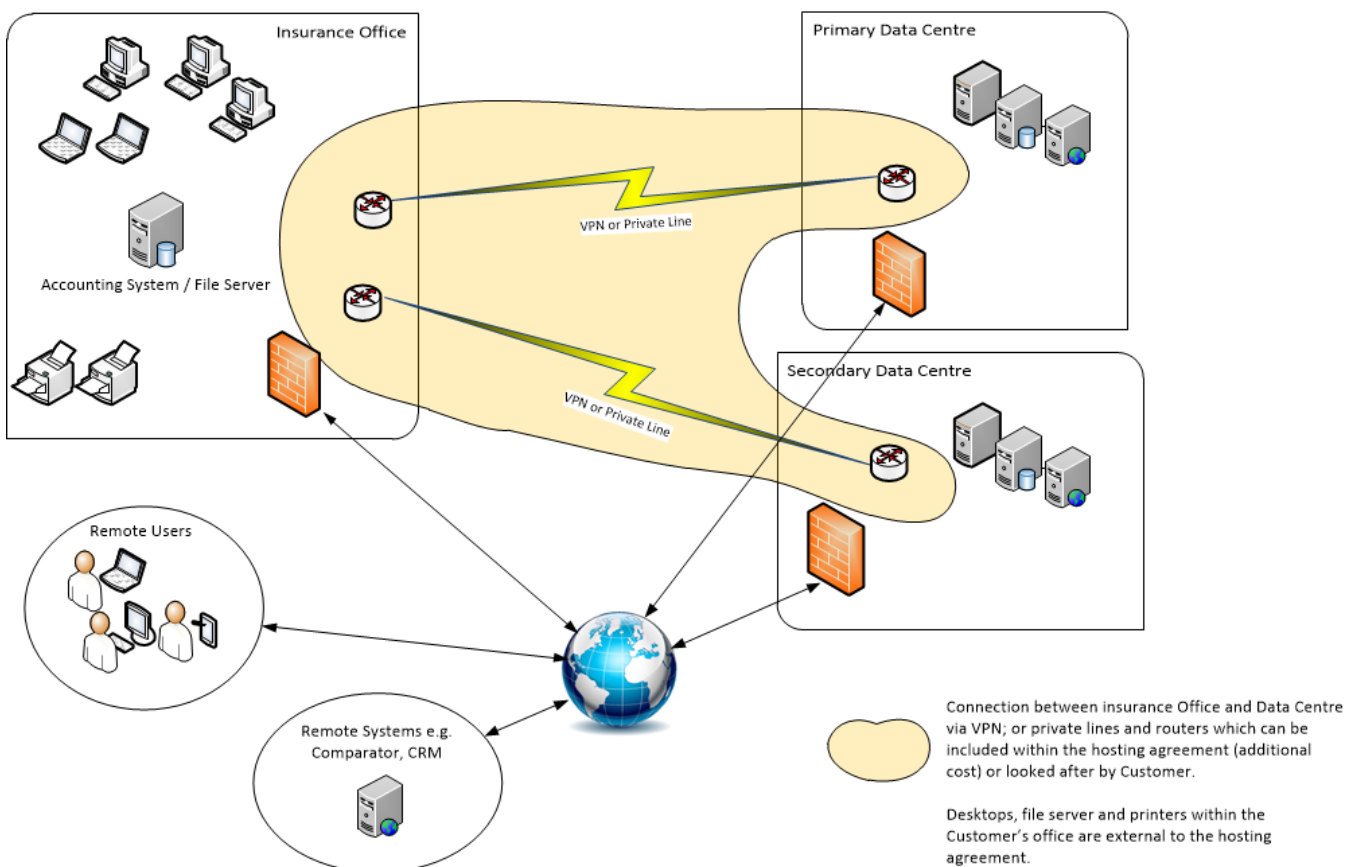 Insurance Office
Primary Data Centre
VPN or Private Line
Accounting System / File Server
Secondary Data Centre
VPN or Private Line
Remote Users
Remote Systems e.g.
Comparator, CRM
Connection between insurance Office and Data Centre
via VPN; or private lines and routers which can be
included within the hosting agreement (additional
cost) or looked after by Customer.
Desktops, file server and printers within the
Customer's office are external to the hosting
agreement.